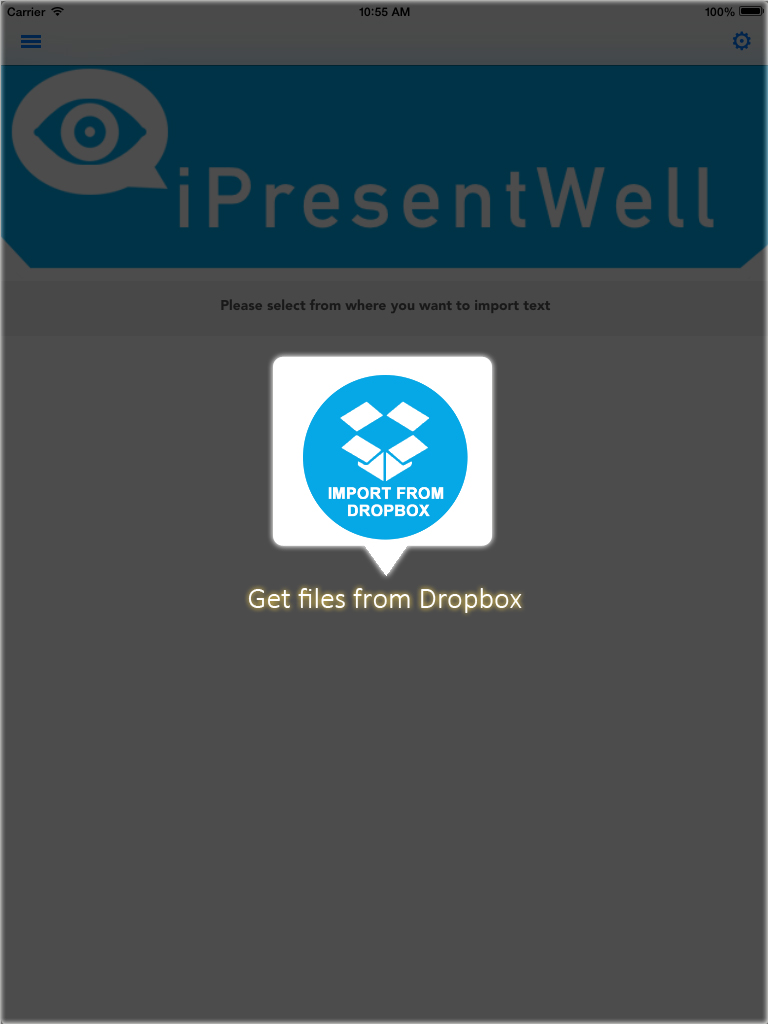 Carrier 10:55 AM 100%
iPresentWell
Please select from where you want to import text
IMPORT FROM
DROPBOX
Get files from Dropbox